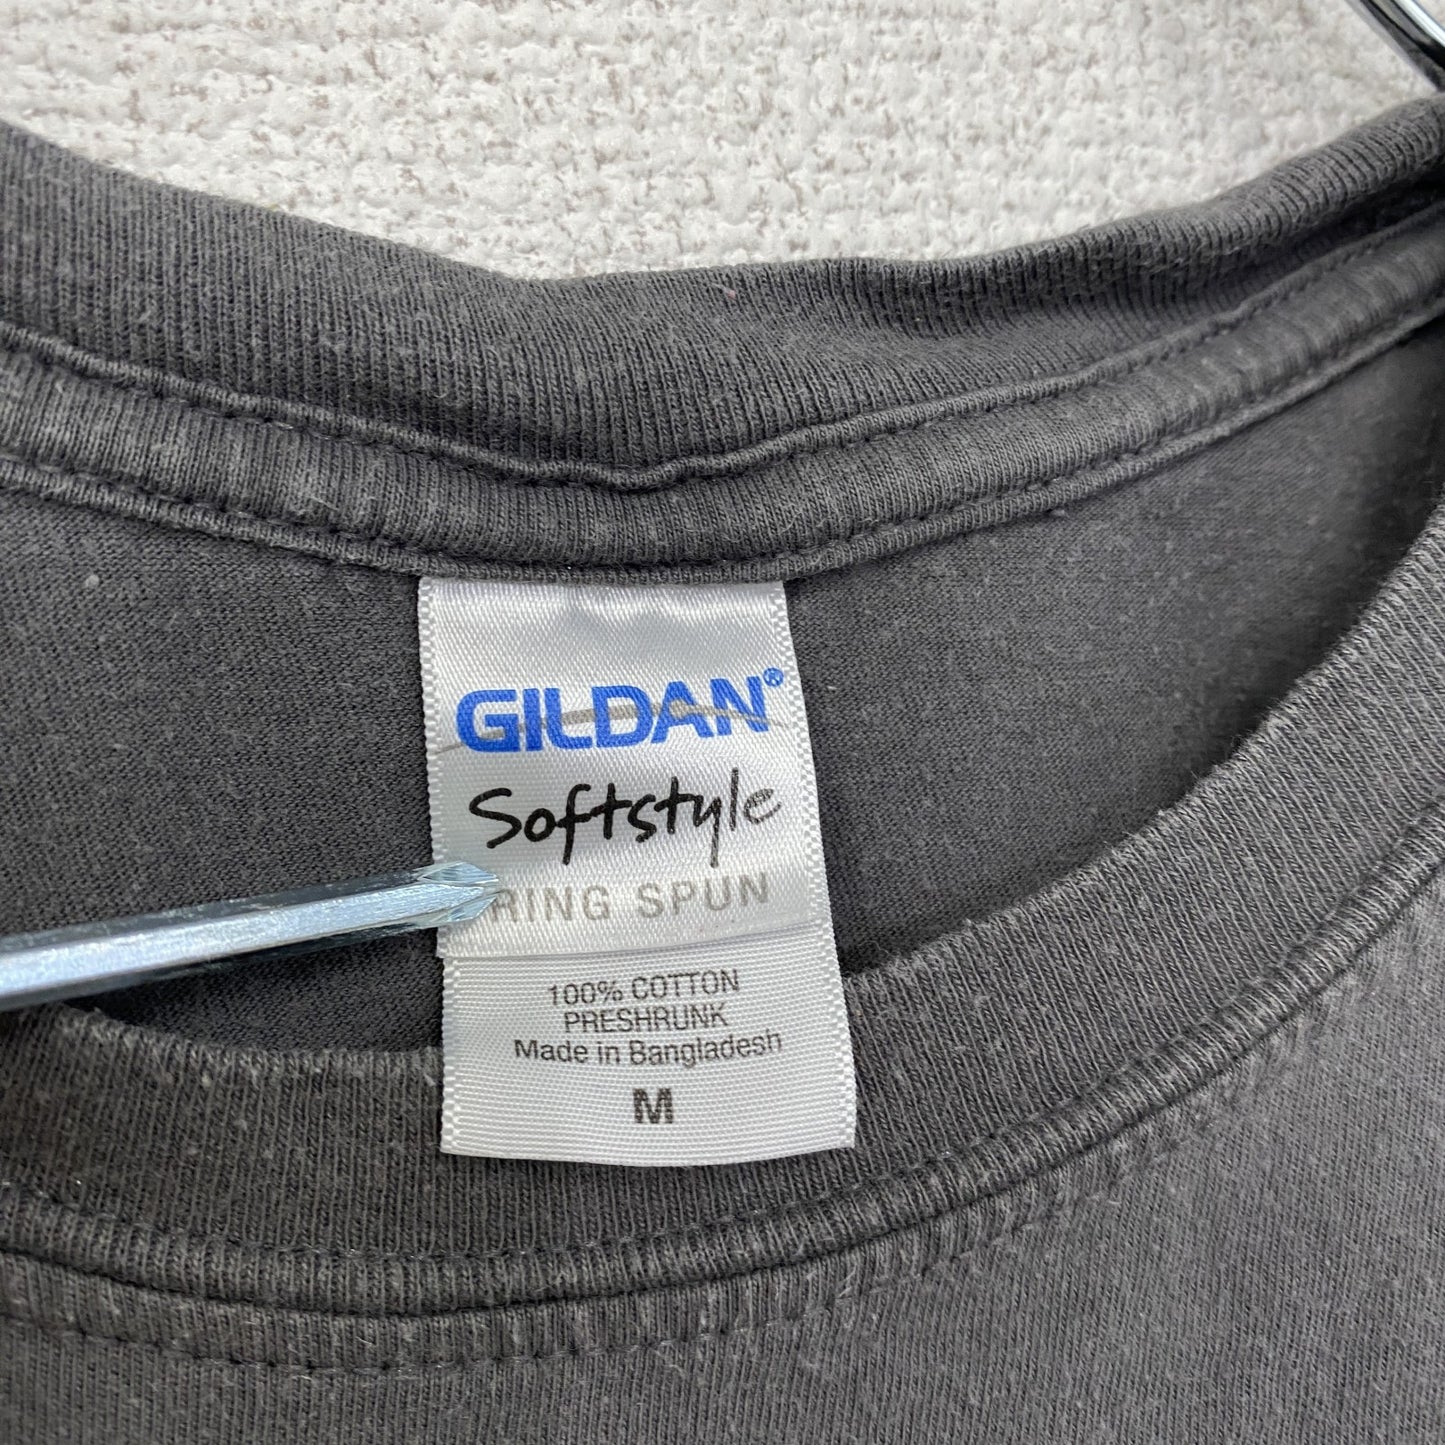 GILDAN®
Softstyle
RING SPUN
100% COTTON
PRESHRUNK
Made in Bangladesh
M